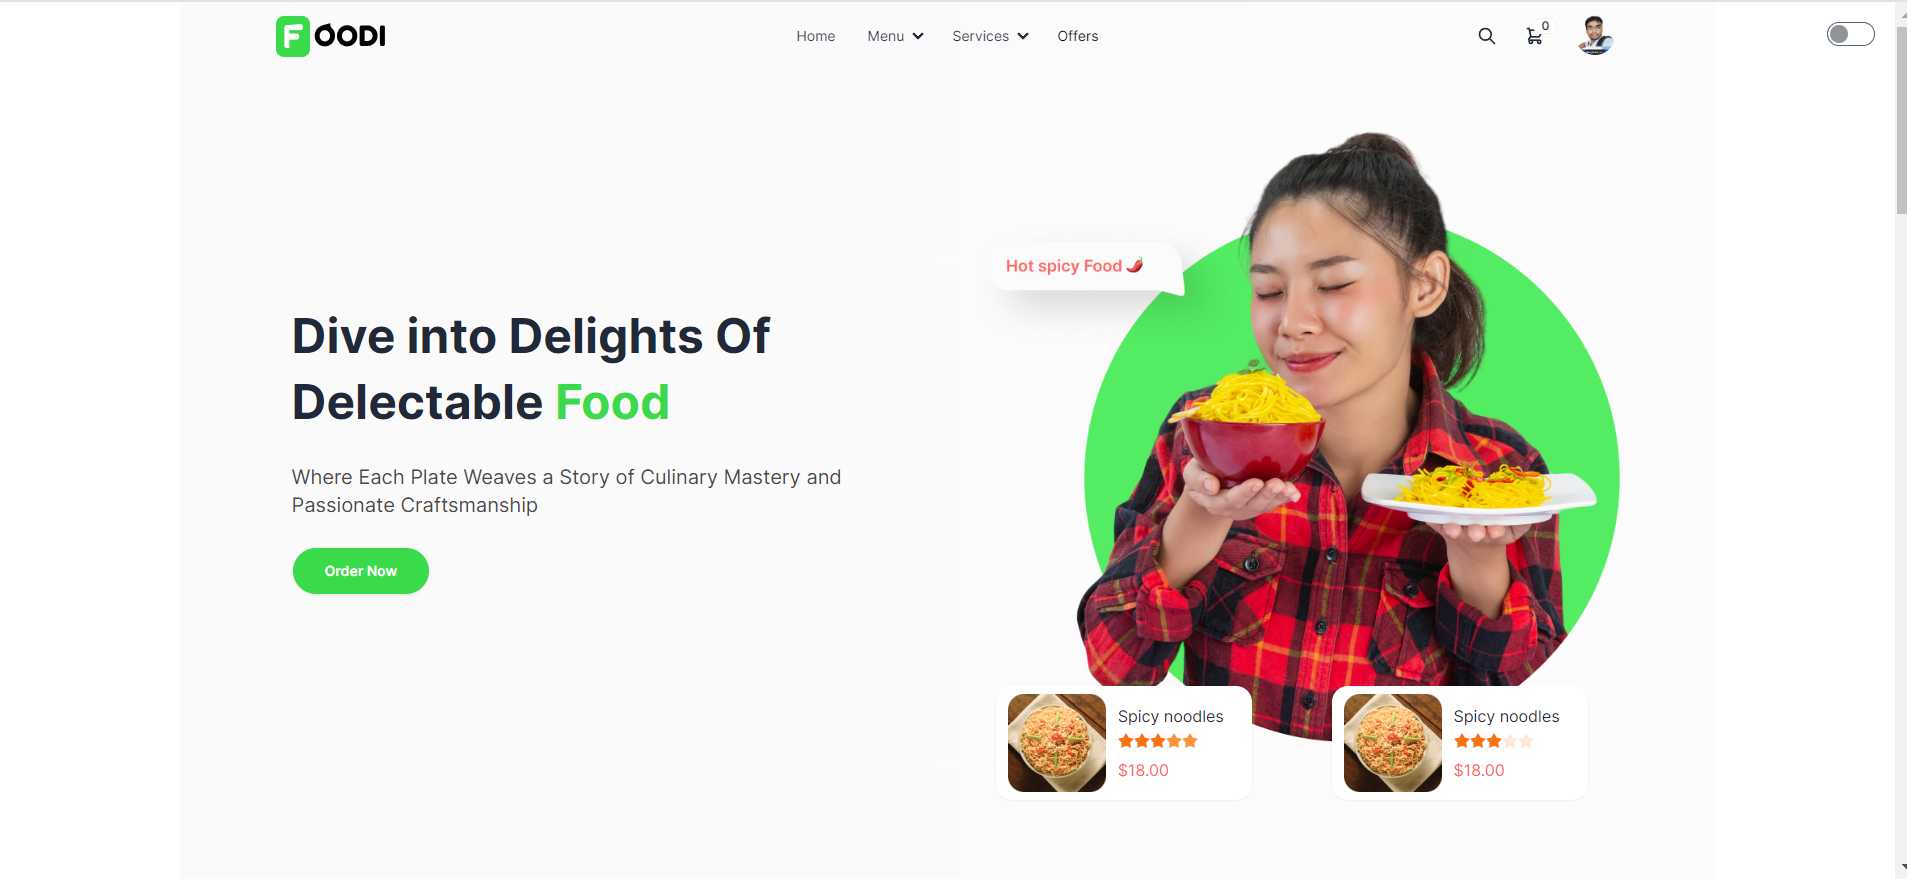 FOODI
Home
Menu
Services
Offers
0
Hot spicy Food
Dive into Delights Of
Delectable Food
Where Each Plate Weaves a Story of Culinary Mastery and
Passionate Craftsmanship
Order Now
Spicy noodles
$18.00
Spicy noodles
$18.00